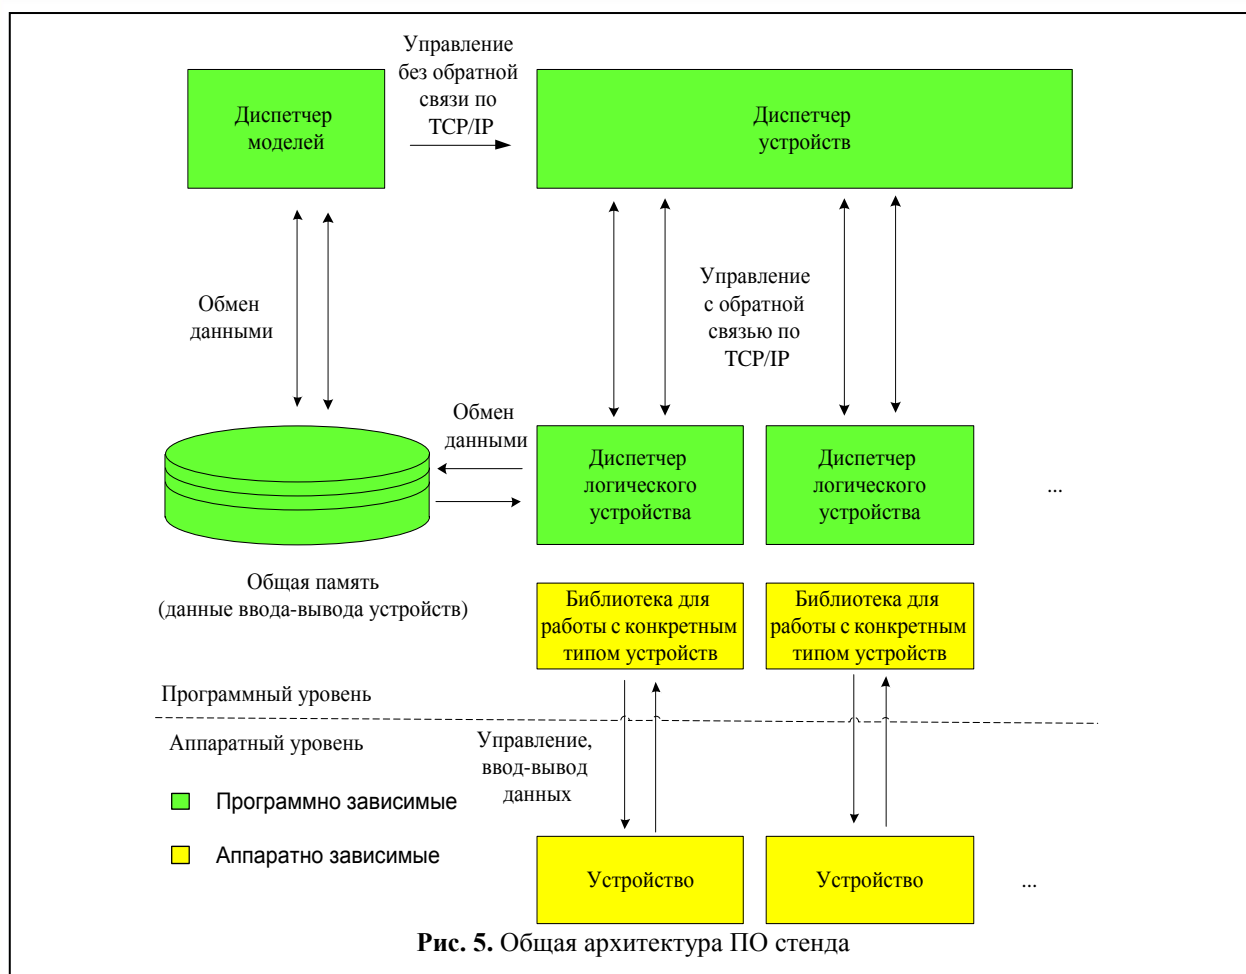 Управление
без обратной
связи по
TCP/IP
Диспетчер
моделей
Диспетчер
устройств
Обмен
данными
Управление
с обратной
связью по
TCP/IP
Обмен
данными
Диспетчер
логического
устройства
Диспетчер
логического
устройства
...
Общая память
(данные ввода-вывода устройств)
Библиотека для
работы с конкретным
типом устройств
Библиотека для
работы с конкретным
типом устройств
Программный уровень
Аппаратный уровень
Управление,
ввод-вывод
данных
Программно зависимые
Аппаратно зависимые
Устройство
Устройство
...
Рис. 5. Общая архитектура ПО стенда